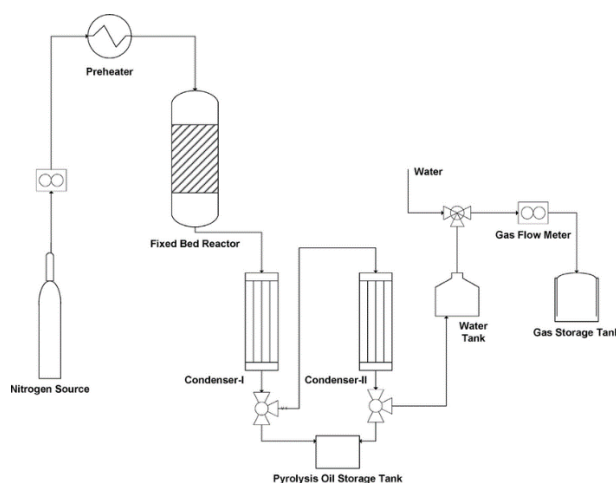 Preheater
Fixed Bed Reactor
Nitrogen Source
Condenser-I
Condenser-II
Pyrolysis Oil Storage Tank
Water
Water
Tank
Gas Flow Meter
Gas Storage Tank